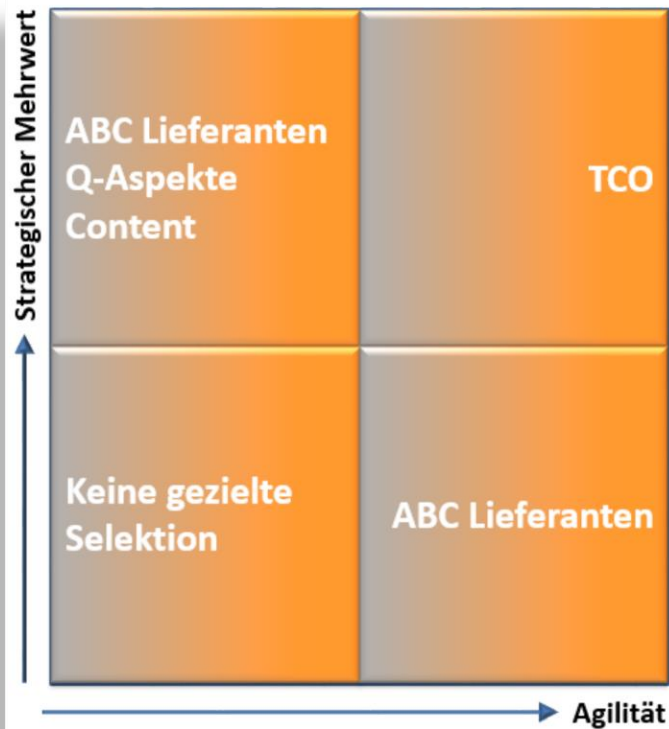 Strategischer Mehrwert
ABC Lieferanten
Q-Aspekte
Content
TCO
Keine gezielte
Selektion
ABC Lieferanten
Agilität